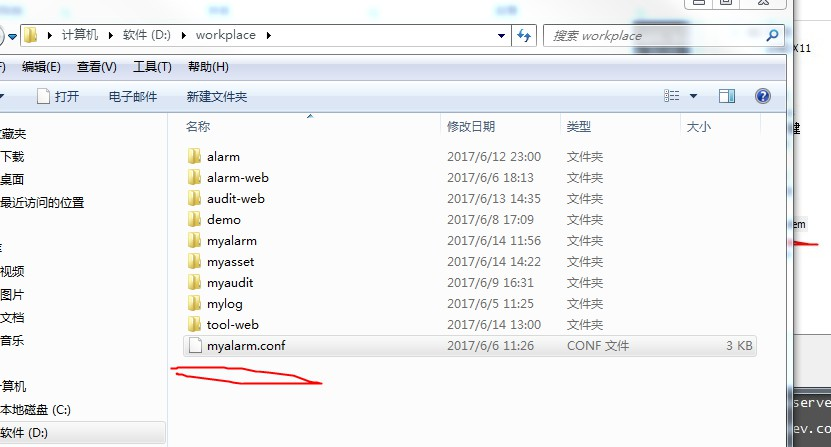 计算机 软件 (D:) workplace 搜索 workplace
X11
编辑(E) 查看(V) 工具(T) 帮助(H)
打开 电子邮件 新建文件夹
名称 修改日期 类型 大小
下载
alarm 2017/6/12 23:00 文件夹
alarm-web 2017/6/6 18:13 文件夹
桌面
audit-web 2017/6/13 14:35 文件夹
最近访问的位置
demo 2017/6/8 17:09 文件夹
em
myalarm 2017/6/14 11:56 文件夹
myasset 2017/6/14 14:22 文件夹
视频
myaudit 2017/6/9 16:31 文件夹
图片
mylog 2017/6/5 11:25 文件夹
文档
tool-web 2017/6/14 13:00 文件夹
音乐
myalarm.conf 2017/6/6 11:26 CONF 文件 3 KB
计算机
本地磁盘 (C:)
serve
软件 (D:)
ev.co